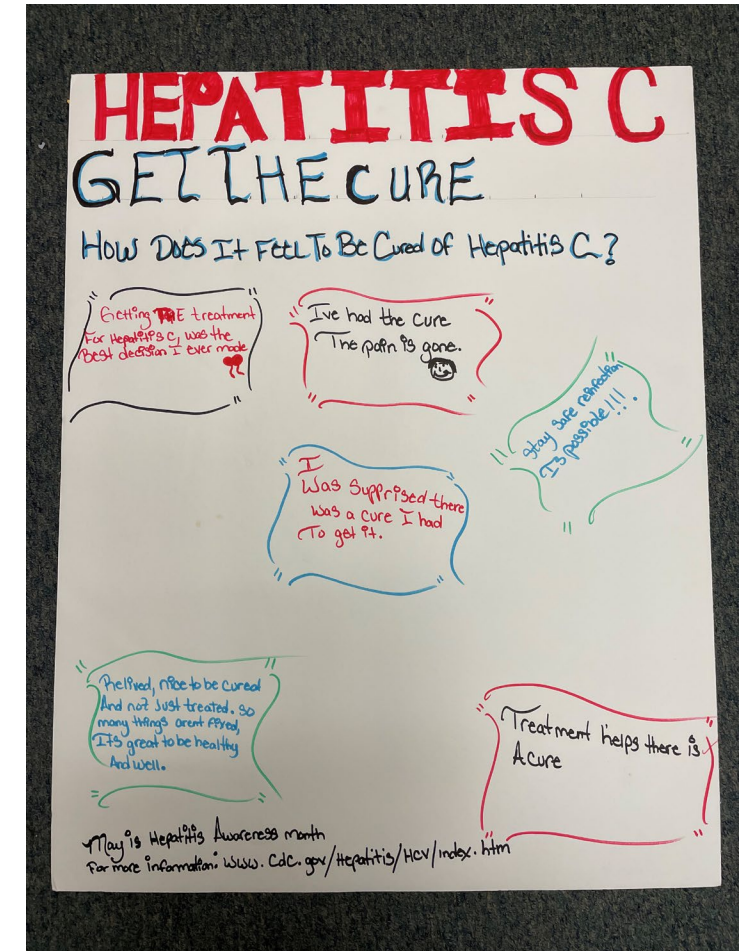 HEPATITIS C
GET THE CURE
How Does It Feel To Be Cured of Hepatitis C?
"Getting THE treatment
For Hepatitis C, was the
Best decision I ever made
"
"Ive had the cure
The pain is gone.
"
"Stay safe reinfection
Is possible!!!.
"
"I
Was Supprised there
was a cure I had
To get it.
"
"Relived, nice to be cured
And not Just treated. So
many things arent fixed,
Its great to be healthy
And well.
"
"Treatment helps there is
A cure
"
May is Hepatitis Awareness month
For more information: www.cdc.gov/Hepatitis/Hcv/Index.htm